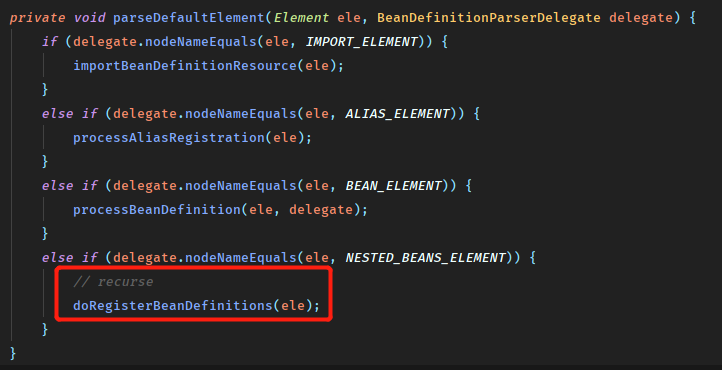 private void parseDefaultElement(Element ele, BeanDefinitionParserDelegate delegate) {
if (delegate.nodeNameEquals(ele, IMPORT_ELEMENT)) {
importBeanDefinitionResource(ele);
}
else if (delegate.nodeNameEquals(ele, ALIAS_ELEMENT)) {
processAliasRegistration(ele);
}
else if (delegate.nodeNameEquals(ele, BEAN_ELEMENT)) {
processBeanDefinition(ele, delegate);
}
else if (delegate.nodeNameEquals(ele, NESTED_BEANS_ELEMENT)) {
// recurse
doRegisterBeanDefinitions(ele);
}
}